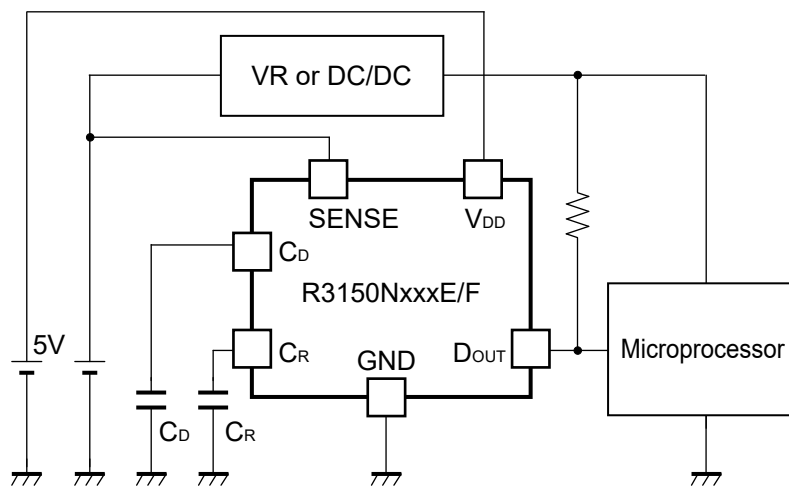 VR or DC/DC
SENSE
VDD
CD
R3150NxxxE/F
5V
CR
GND
DOUT
Microprocessor
CD
CR